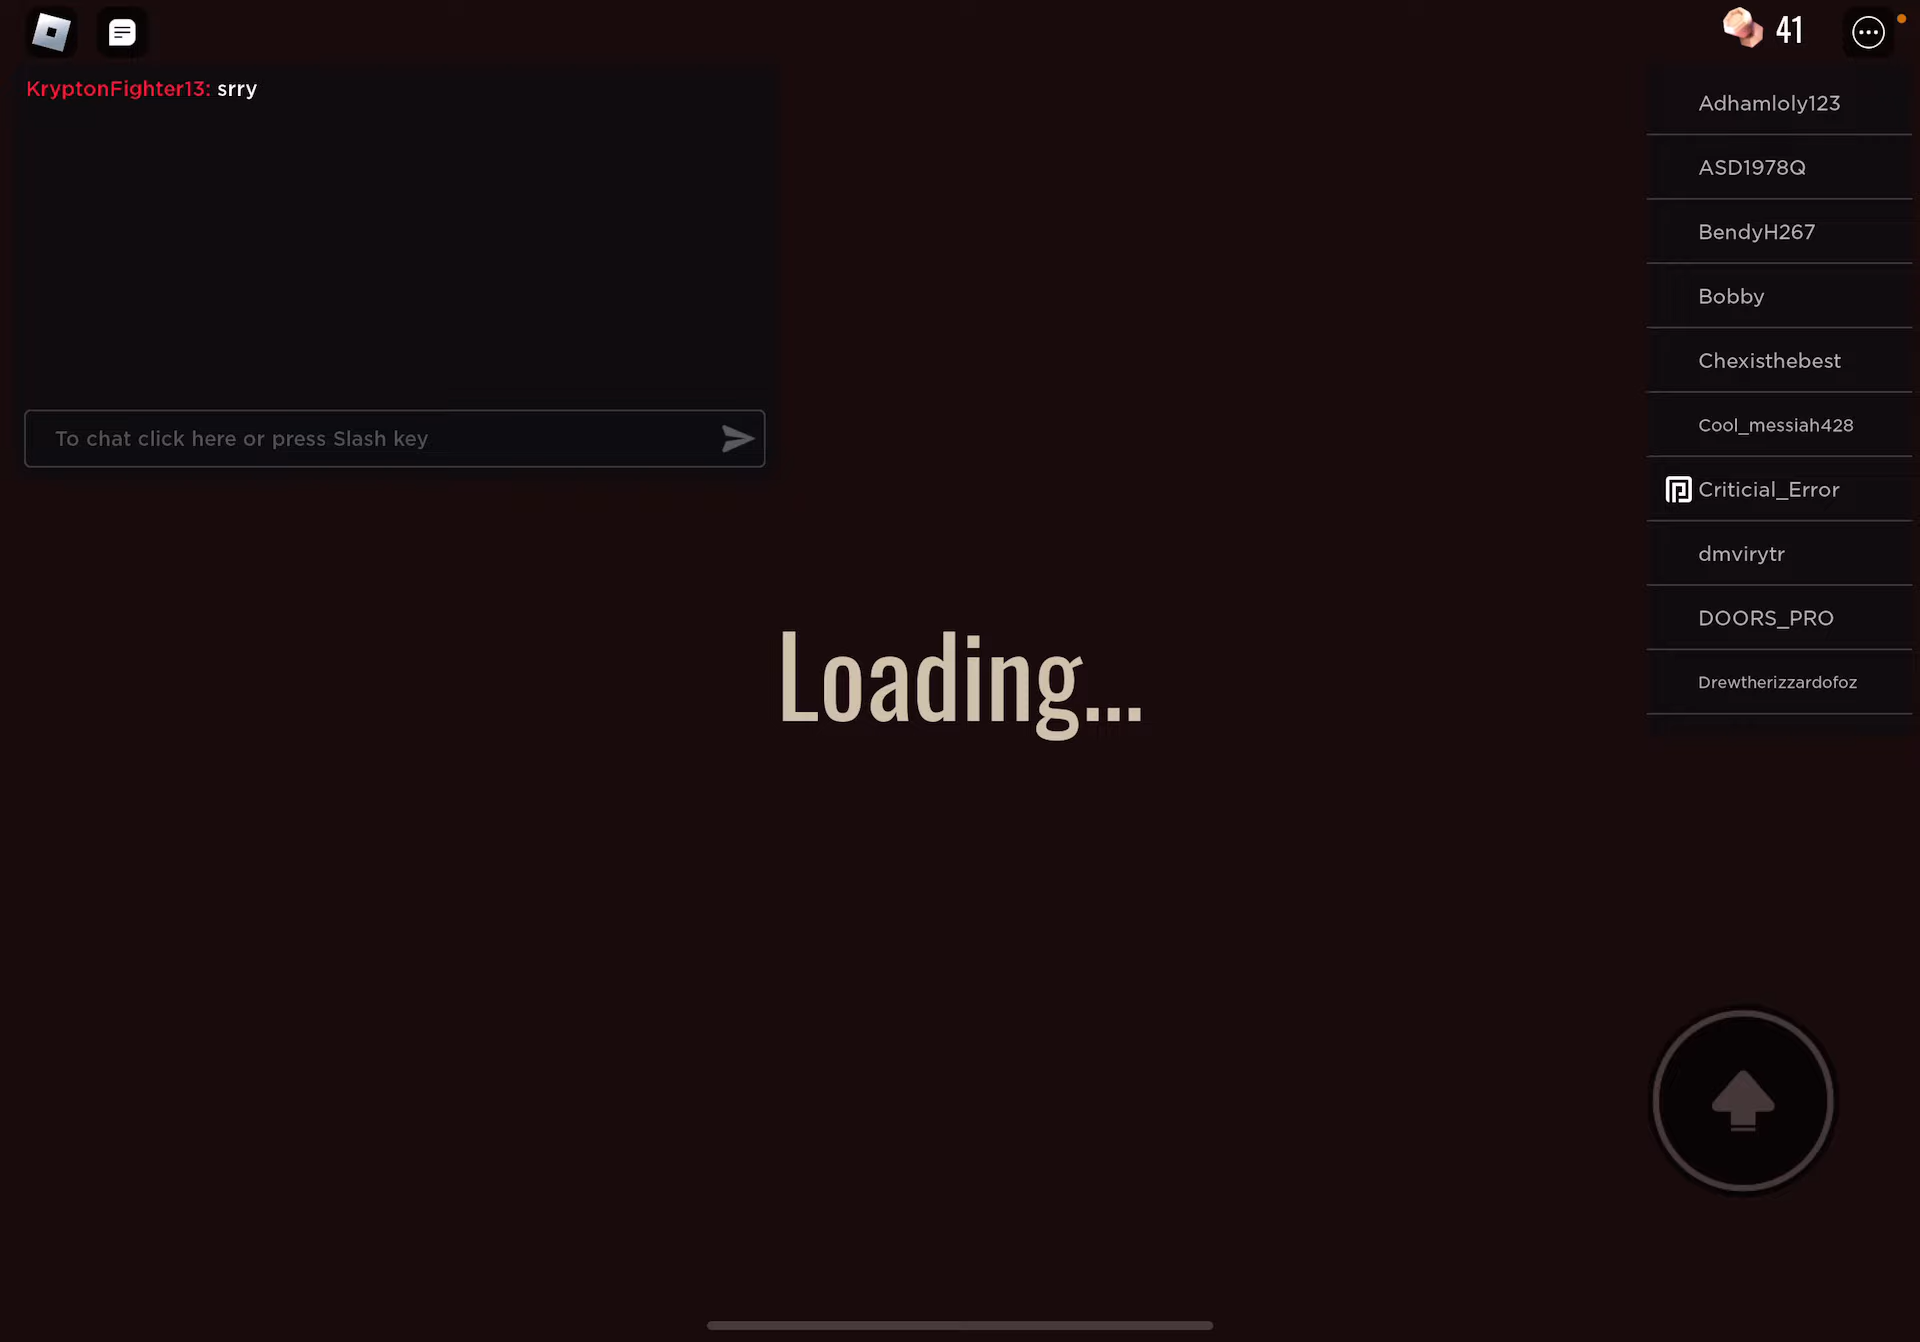 41
KryptonFighter13: srry
To chat click here or press Slash key
Adhamloly123
ASD1978Q
BendyH267
Bobby
Chexisthebest
Cool_messiah428
Criticial_Error
dmvirytr
DOORS_PRO
Drewtherizzardofoz
Loading...